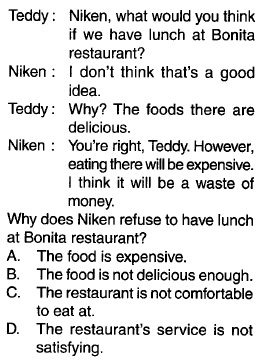 Teddy : Niken, what would you think
if we have lunch at Bonita
restaurant?
Niken : I don't think that's a good
idea.
Teddy : Why? The foods there are
delicious.
Niken : You're right, Teddy. However,
eating there will be expensive.
I think it will be a waste of
money.
Why does Niken refuse to have lunch
at Bonita restaurant?
A. The food is expensive.
B. The food is not delicious enough.
C. The restaurant is not comfortable
to eat at.
D. The restaurant's service is not
satisfying.